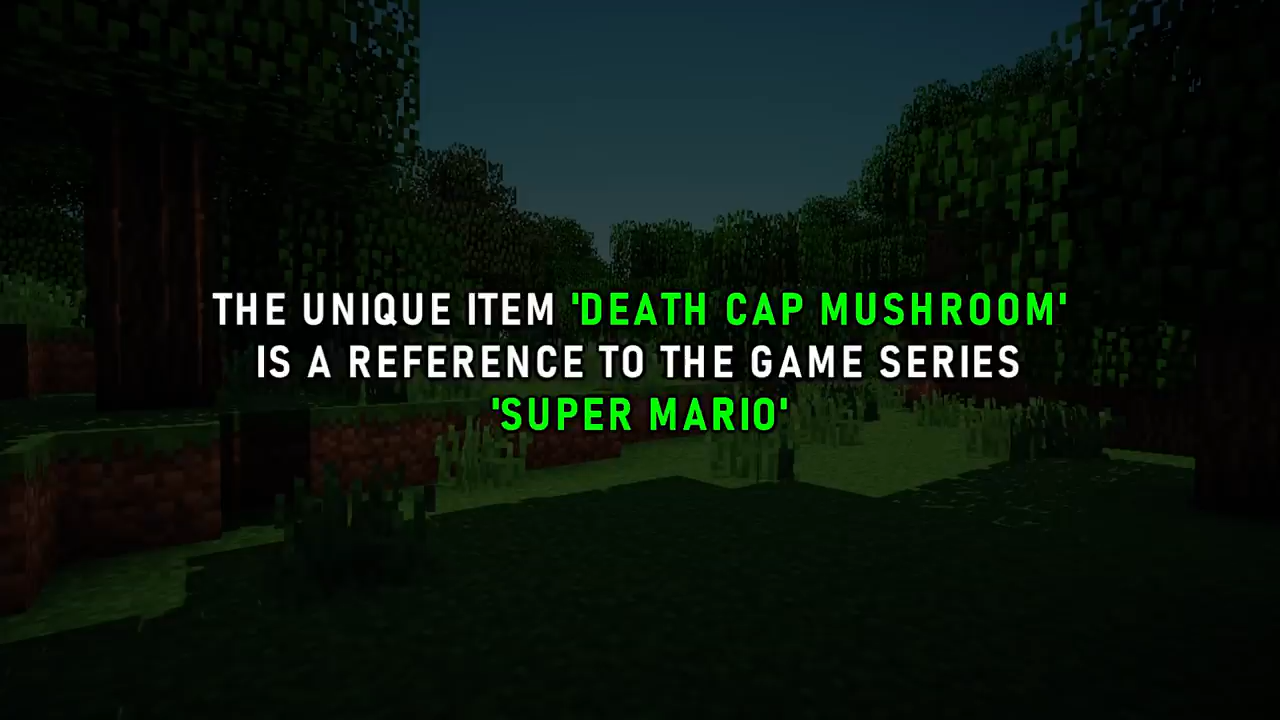 THE UNIQUE ITEM 'DEATH CAP MUSHROOM'
IS A REFERENCE TO THE GAME SERIES
'SUPER MARIO'